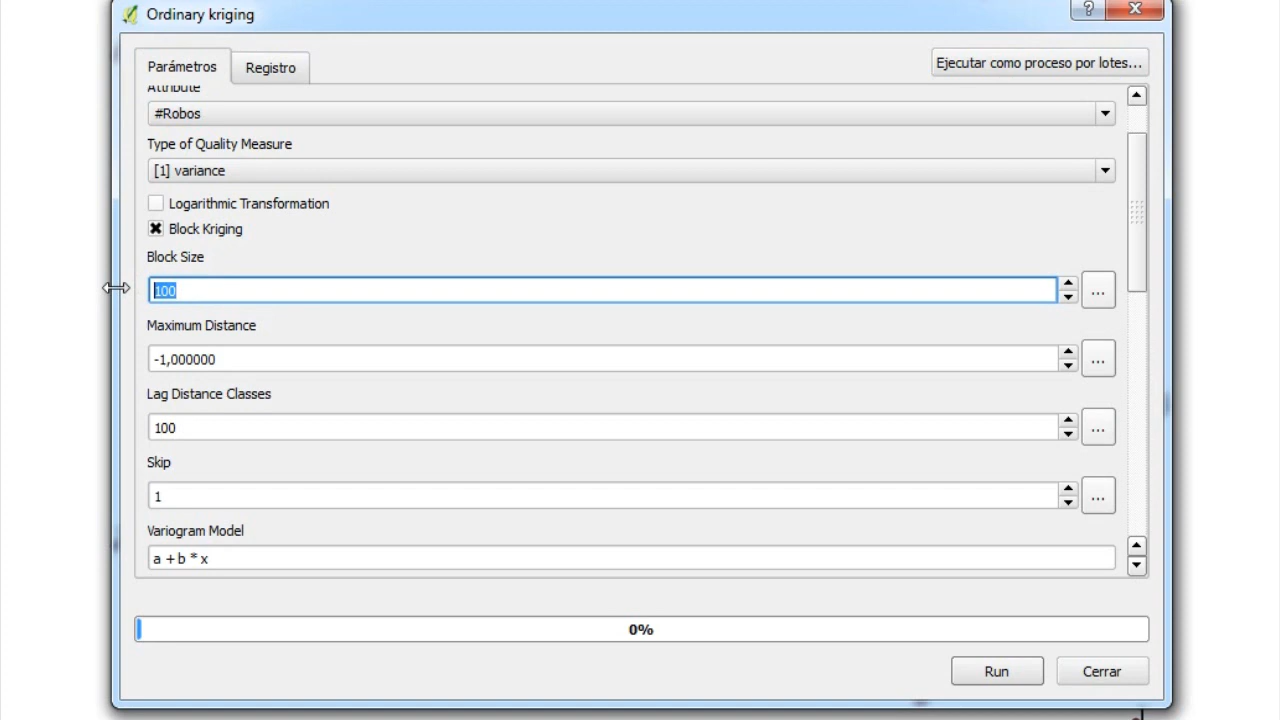 Ordinary kriging
?
Parámetros
Registro
Ejecutar como proceso por lotes...
Attribute
#Robos
Type of Quality Measure
[1] variance
Logarithmic Transformation
Block Kriging
Block Size
100
...
Maximum Distance
-1,000000
...
Lag Distance Classes
100
...
Skip
1
...
Variogram Model
a + b * x
0%
Run
Cerrar